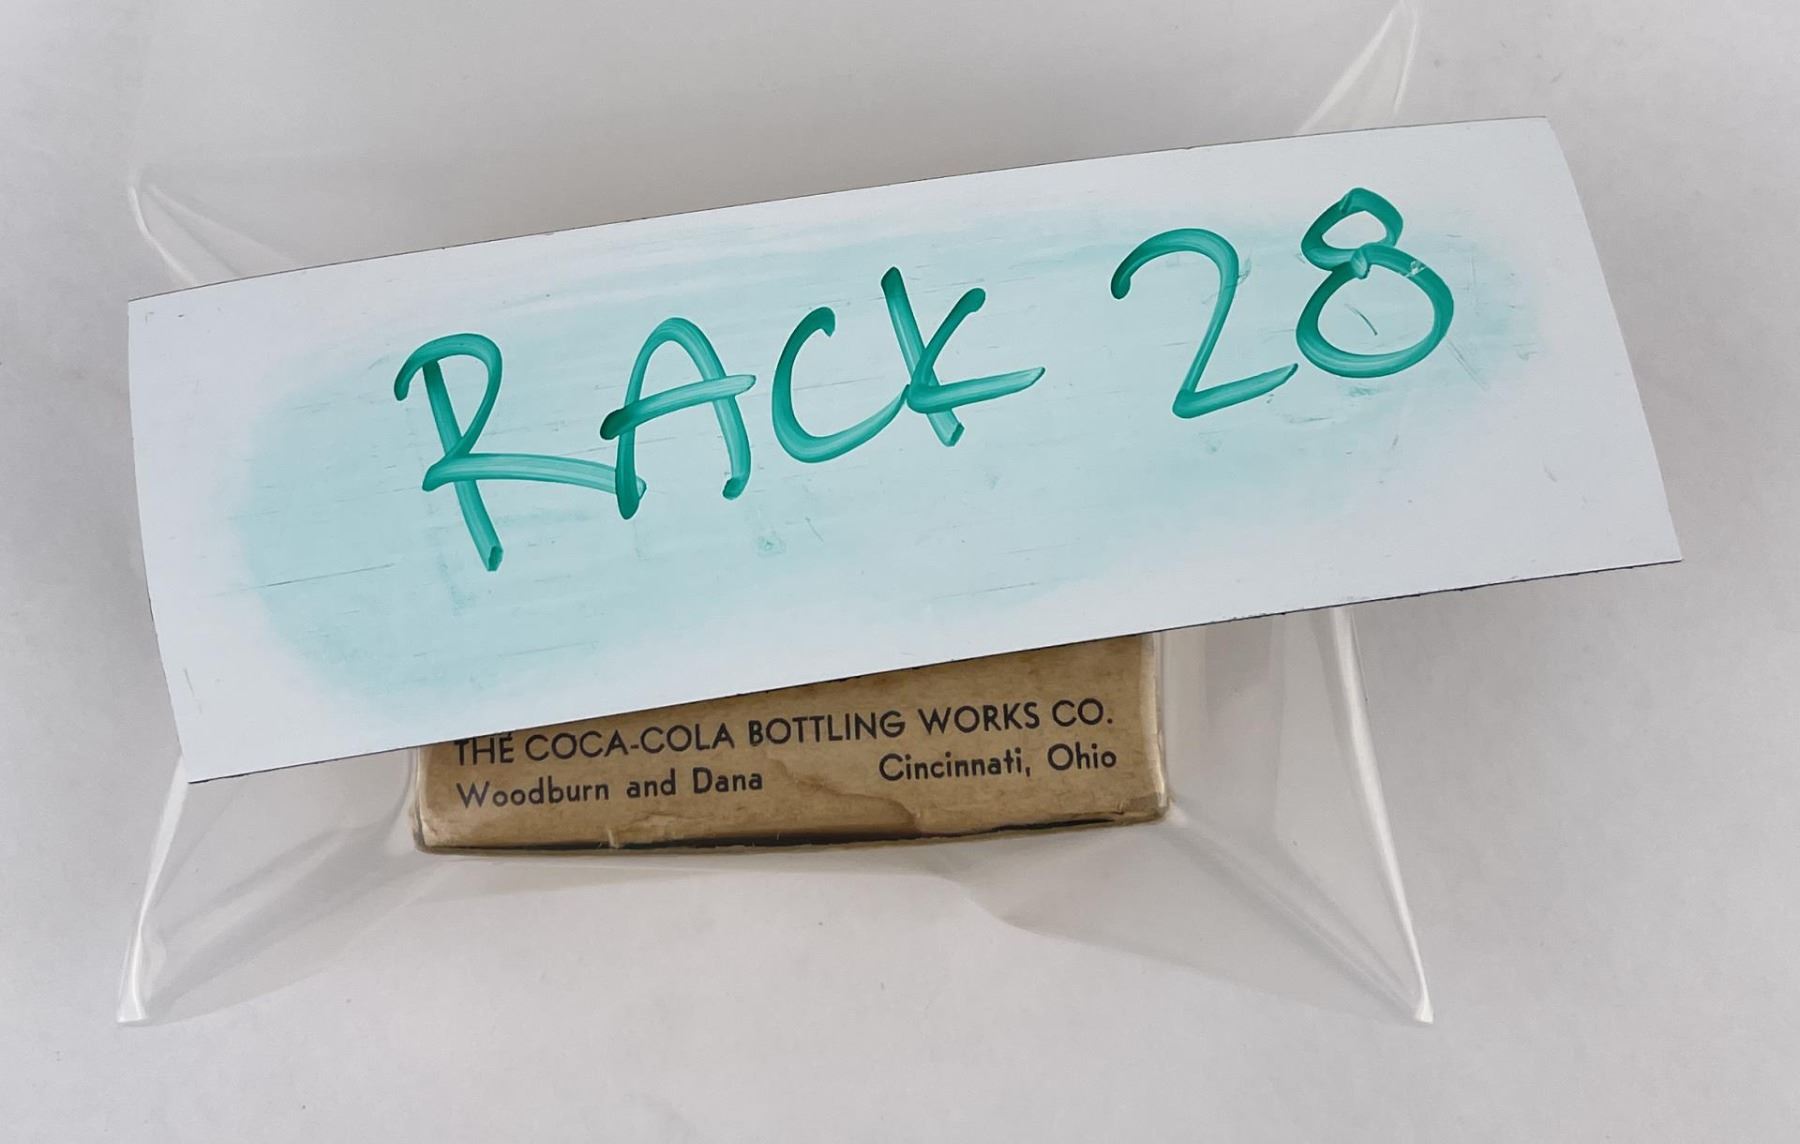 RACK 28
THE COCA-COLA BOTTLING WORKS CO.
Woodburn and Dana Cincinnati, Ohio